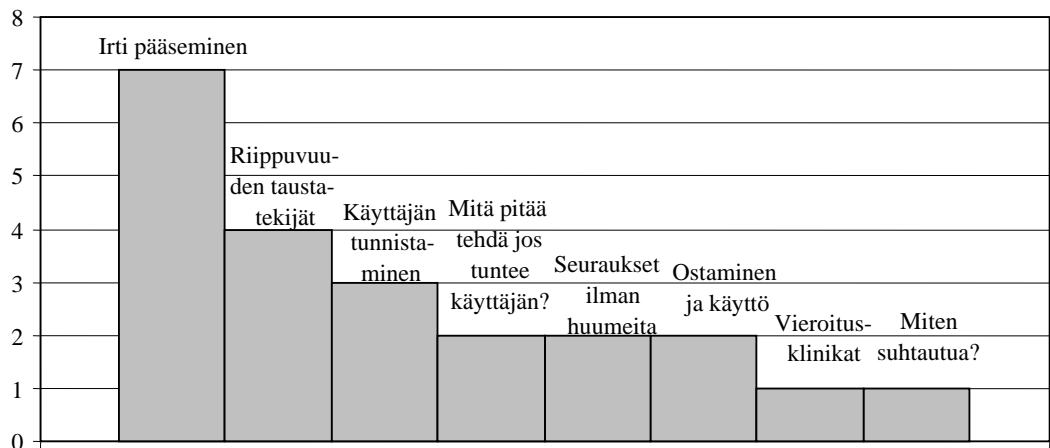 8
7
6
5
4
3
2
1
0
Irti pääseminen
Riippuvuu-
den tausta-
tekijät
Käyttäjän
tunnista-
minen
Mitä pitää
tehdä jos
tuntee
käyttäjän?
Seuraukset
ilman
huumeita
Ostaminen
ja käyttö
Vieroitus-
klinikat
Miten
suhtautua?